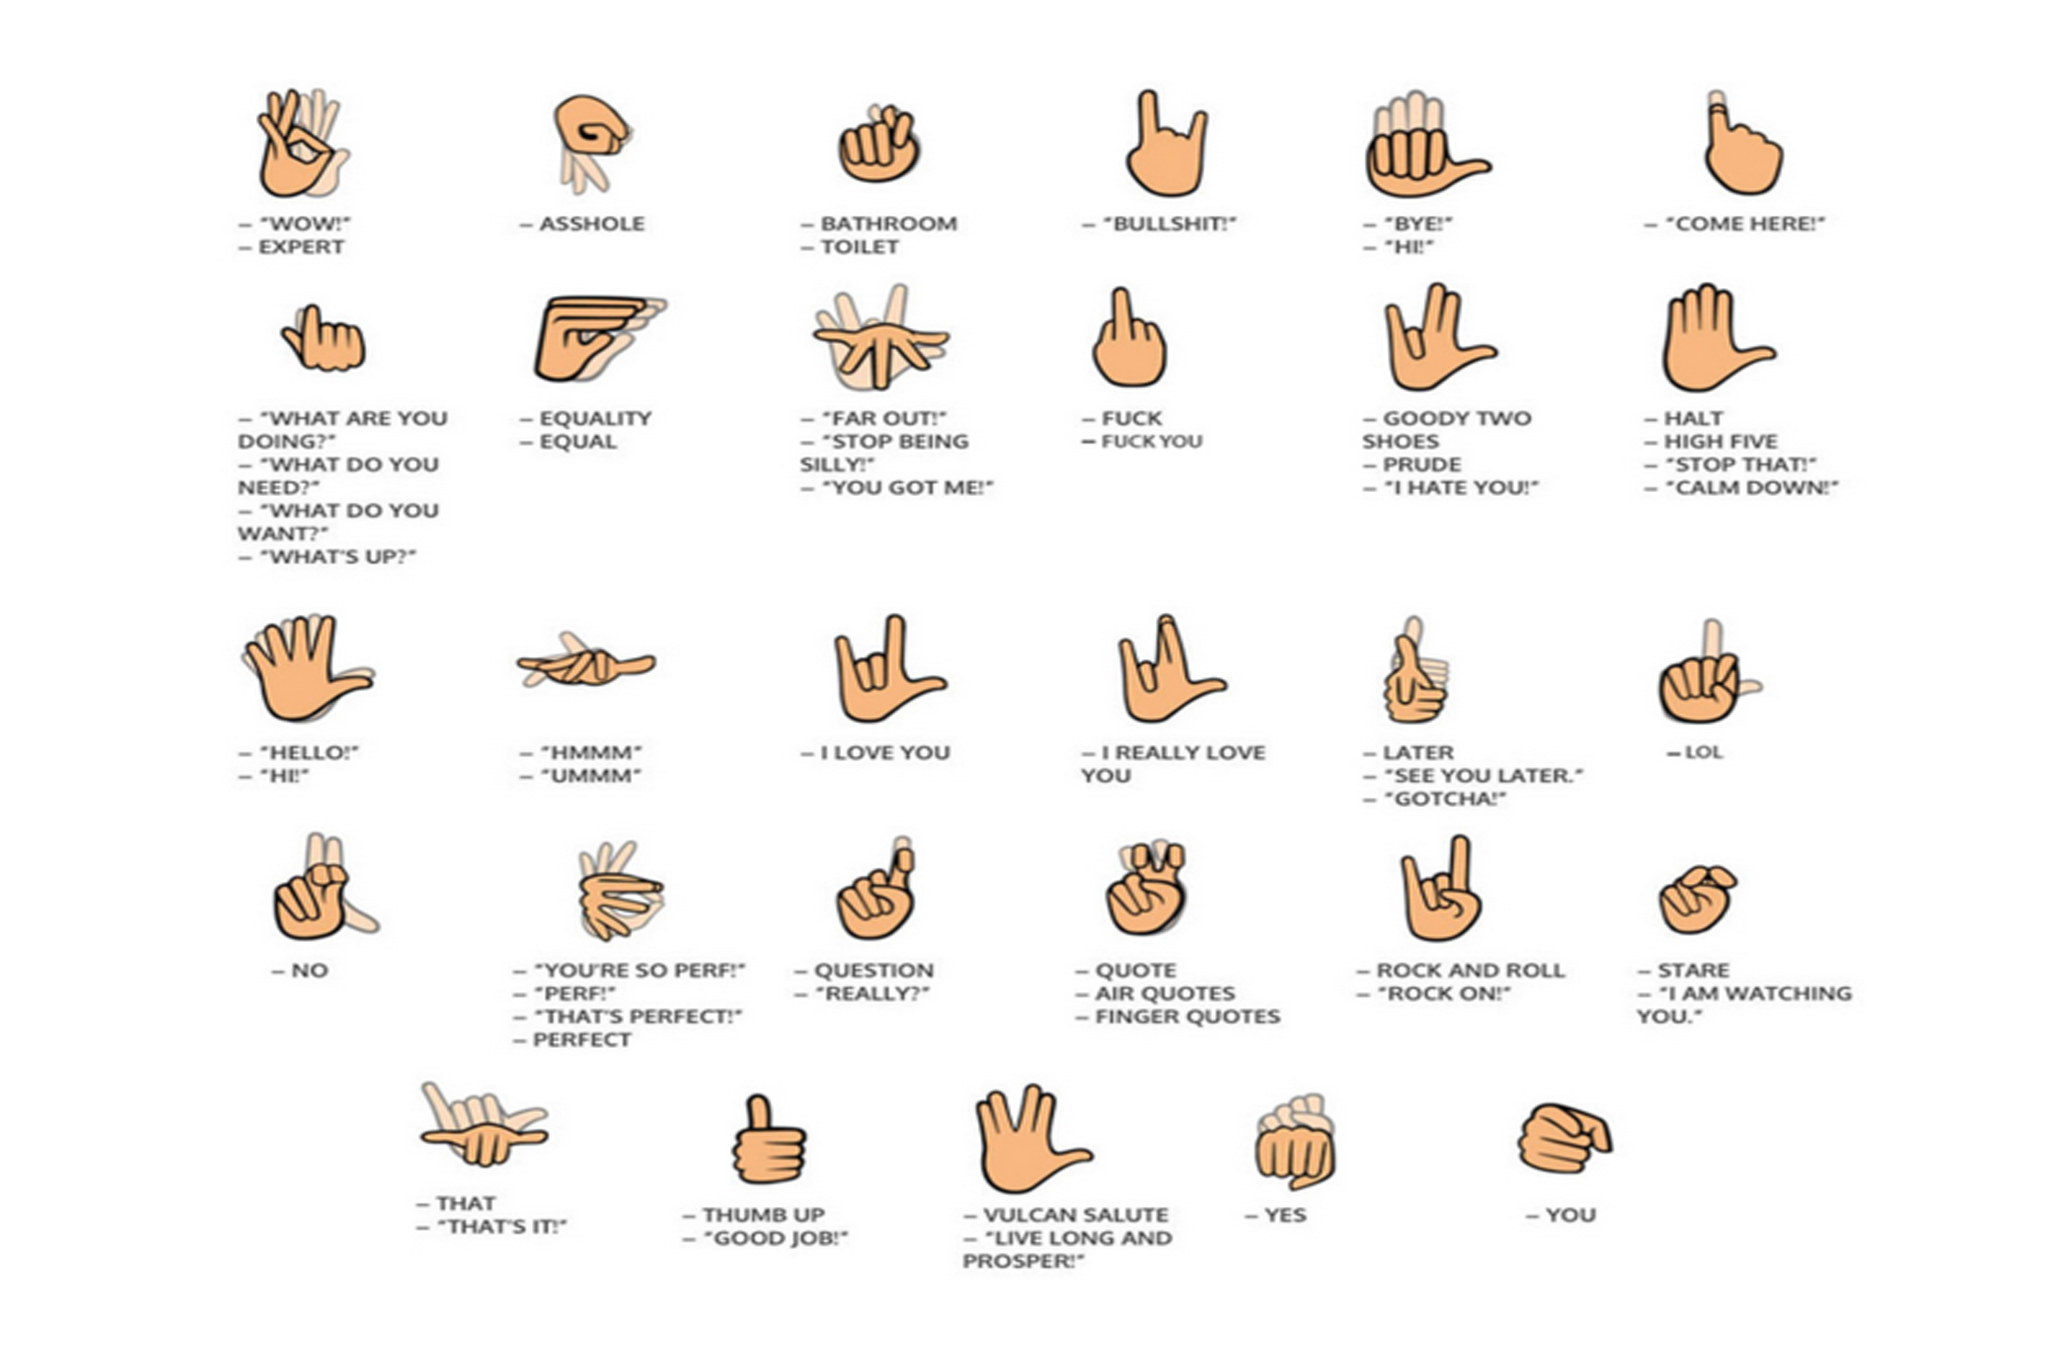 – "WOW!"
– EXPERT
– ASSHOLE
– BATHROOM
– TOILET
– "BULLSHIT!"
– "BYE!"
– "HI!"
– "COME HERE!"
– "WHAT ARE YOU
DOING?"
– "WHAT DO YOU
NEED?"
– "WHAT DO YOU
WANT?"
– "WHAT'S UP?"
– EQUALITY
– EQUAL
– "FAR OUT!"
– "STOP BEING
SILLY!"
– "YOU GOT ME!"
– FUCK
– FUCK YOU
– GOODY TWO
SHOES
– PRUDE
– "I HATE YOU!"
– HALT
– HIGH FIVE
– "STOP THAT!"
– "CALM DOWN!"
– "HELLO!"
– "HI!"
– "HMMM"
– "UMMM"
– I LOVE YOU
– I REALLY LOVE
YOU
– LATER
– "SEE YOU LATER."
– "GOTCHA!"
– LOL
– NO
– "YOU'RE SO PERF!"
– "PERF!"
– "THAT'S PERFECT!"
– PERFECT
– QUESTION
– "REALLY?"
– QUOTE
– AIR QUOTES
– FINGER QUOTES
– ROCK AND ROLL
– "ROCK ON!"
– STARE
– "I AM WATCHING
YOU."
– THAT
– "THAT'S IT!"
– THUMB UP
– "GOOD JOB!"
– VULCAN SALUTE
– "LIVE LONG AND
PROSPER!"
– YES
– YOU